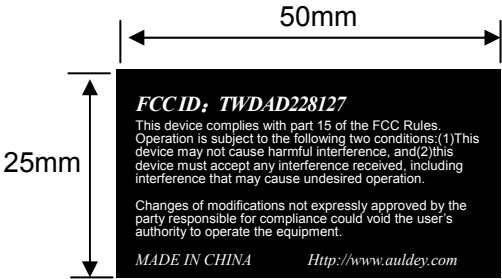 50mm
25mm
FCC ID：TWDAD228127
This device complies with part 15 of the FCC Rules.
Operation is subject to the following two conditions:(1)This
device may not cause harmful interference, and(2)this
device must accept any interference received, including
interference that may cause undesired operation.
Changes of modifications not expressly approved by the
party responsible for compliance could void the user's
authority to operate the equipment.
MADE IN CHINA Http://www.auldey.com